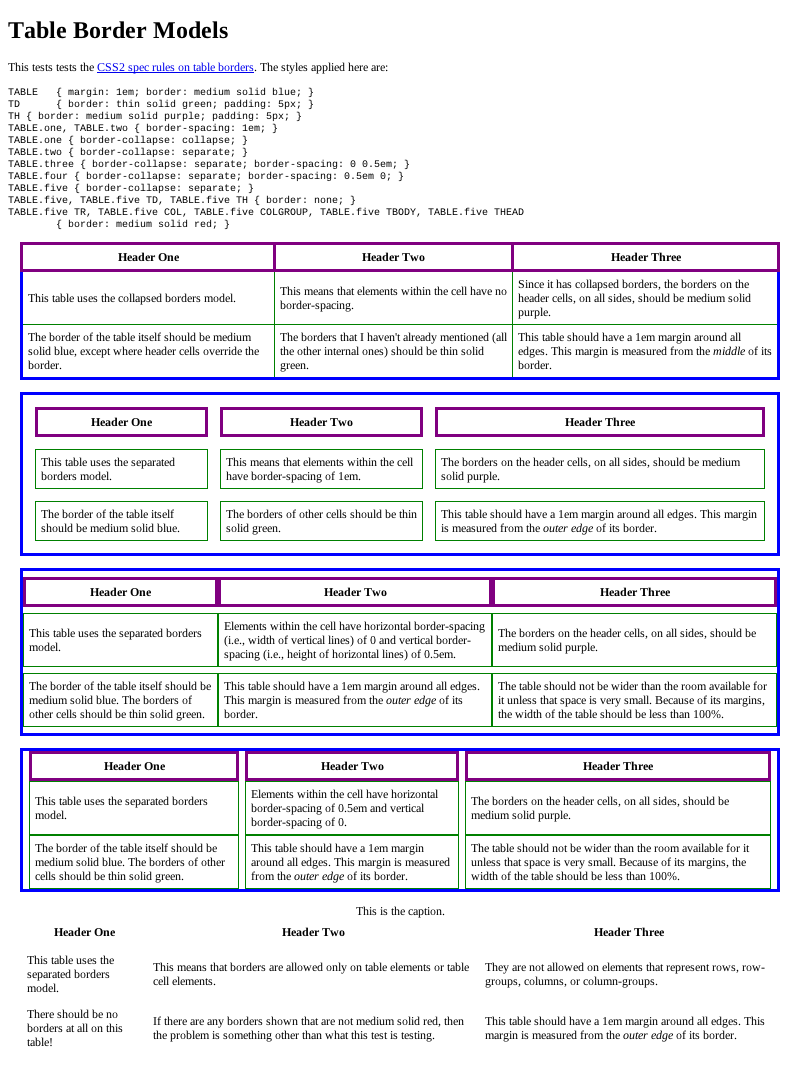 Table Border Models
This tests tests the CSS2 spec rules on table borders. The styles applied here are:
TABLE   { margin: 1em; border: medium solid blue; }
TD      { border: thin solid green; padding: 5px; }
TH { border: medium solid purple; padding: 5px; }
TABLE.one, TABLE.two { border-spacing: 1em; }
TABLE.one { border-collapse: collapse; }
TABLE.two { border-collapse: separate; }
TABLE.three { border-collapse: separate; border-spacing: 0 0.5em; }
TABLE.four { border-collapse: separate; border-spacing: 0.5em 0; }
TABLE.five { border-collapse: separate; }
TABLE.five, TABLE.five TD, TABLE.five TH { border: none; }
TABLE.five TR, TABLE.five COL, TABLE.five COLGROUP, TABLE.five TBODY, TABLE.five THEAD
        { border: medium solid red; }
Header One
Header Two
Header Three
This table uses the collapsed borders model.
This means that elements within the cell have no
border-spacing.
Since it has collapsed borders, the borders on the
header cells, on all sides, should be medium solid
purple.
The border of the table itself should be medium
solid blue, except where header cells override the
border.
The borders that I haven't already mentioned (all
the other internal ones) should be thin solid
green.
This table should have a 1em margin around all
edges. This margin is measured from the middle of its
border.
Header One
Header Two
Header Three
This table uses the separated
borders model.
This means that elements within the cell
have border-spacing of 1em.
The borders on the header cells, on all sides, should be medium
solid purple.
The border of the table itself
should be medium solid blue.
The borders of other cells should be thin
solid green.
This table should have a 1em margin around all edges. This margin
is measured from the outer edge of its border.
Header One
Header Two
Header Three
This table uses the separated borders
model.
Elements within the cell have horizontal border-spacing
(i.e., width of vertical lines) of 0 and vertical border-
spacing (i.e., height of horizontal lines) of 0.5em.
The borders on the header cells, on all sides, should be
medium solid purple.
The border of the table itself should be
medium solid blue. The borders of
other cells should be thin solid green.
This table should have a 1em margin around all edges.
This margin is measured from the outer edge of its
border.
The table should not be wider than the room available for
it unless that space is very small. Because of its margins,
the width of the table should be less than 100%.
Header One
Header Two
Header Three
This table uses the separated borders
model.
Elements within the cell have horizontal
border-spacing of 0.5em and vertical
border-spacing of 0.
The borders on the header cells, on all sides, should be
medium solid purple.
The border of the table itself should be
medium solid blue. The borders of other
cells should be thin solid green.
This table should have a 1em margin
around all edges. This margin is measured
from the outer edge of its border.
The table should not be wider than the room available for it
unless that space is very small. Because of its margins, the
width of the table should be less than 100%.
This is the caption.
Header One
Header Two
Header Three
This table uses the
separated borders
model.
This means that borders are allowed only on table elements or table
cell elements.
They are not allowed on elements that represent rows, row-
groups, columns, or column-groups.
There should be no
borders at all on this
table!
If there are any borders shown that are not medium solid red, then
the problem is something other than what this test is testing.
This table should have a 1em margin around all edges. This
margin is measured from the outer edge of its border.